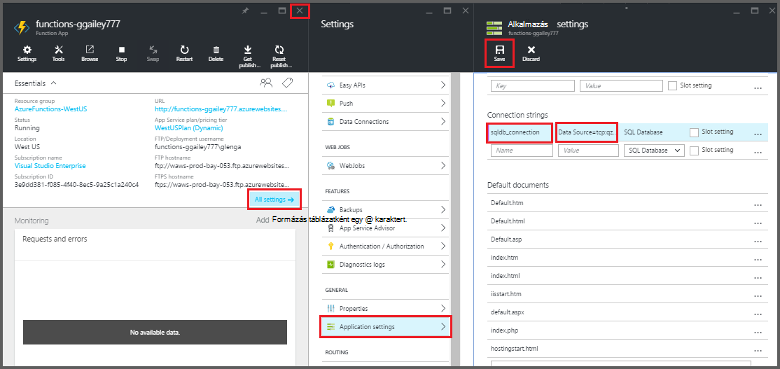 functions-ggailey777
Function App
Settings
Tools
Browse
Stop
Swap
Restart
Delete
Get publish...
Reset publish...
Essentials
Resource group
AzureFunctions-WestUS
Status
Running
Location
West US
Subscription name
Visual Studio Enterprise
Subscription ID
3e9dd381-f085-4f40-8ec5-9a25c1a240c4
URL
http://functions-ggailey777.azurewebsites...
App Service plan/pricing tier
WestUSPlan (Dynamic)
FTP/Deployment username
functions-ggailey\glenga
FTP hostname
ftp://waws-prod-bay-053.ftp.azurewebsites...
FTPS hostname
ftps://waws-prod-bay-053.ftp.azurewebsites...
All settings →
Monitoring
Add
Formázás táblázatként egy @ karaktert.
Requests and errors
No available data.
Settings
Easy APIs
Push
Data Connections
WEB JOBS
WebJobs
FEATURES
Backups
App Service Advisor
Authentication / Authorization
Diagnostics logs
GENERAL
Properties
Application settings
ROUTING
Alkalmazás settings
functions-ggailey777
Save
Discard
Key
Value
Slot setting
...
Connection strings
sqldb_connection
Data Source=tcp:qz.
SQL Database
Slot setting
...
Name
Value
SQL Database
Slot setting
Default documents
Default.htm
...
Default.html
...
Default.asp
...
index.htm
...
index.html
...
iisstart.htm
...
default.aspx
...
index.php
...
hostingstart.html
...